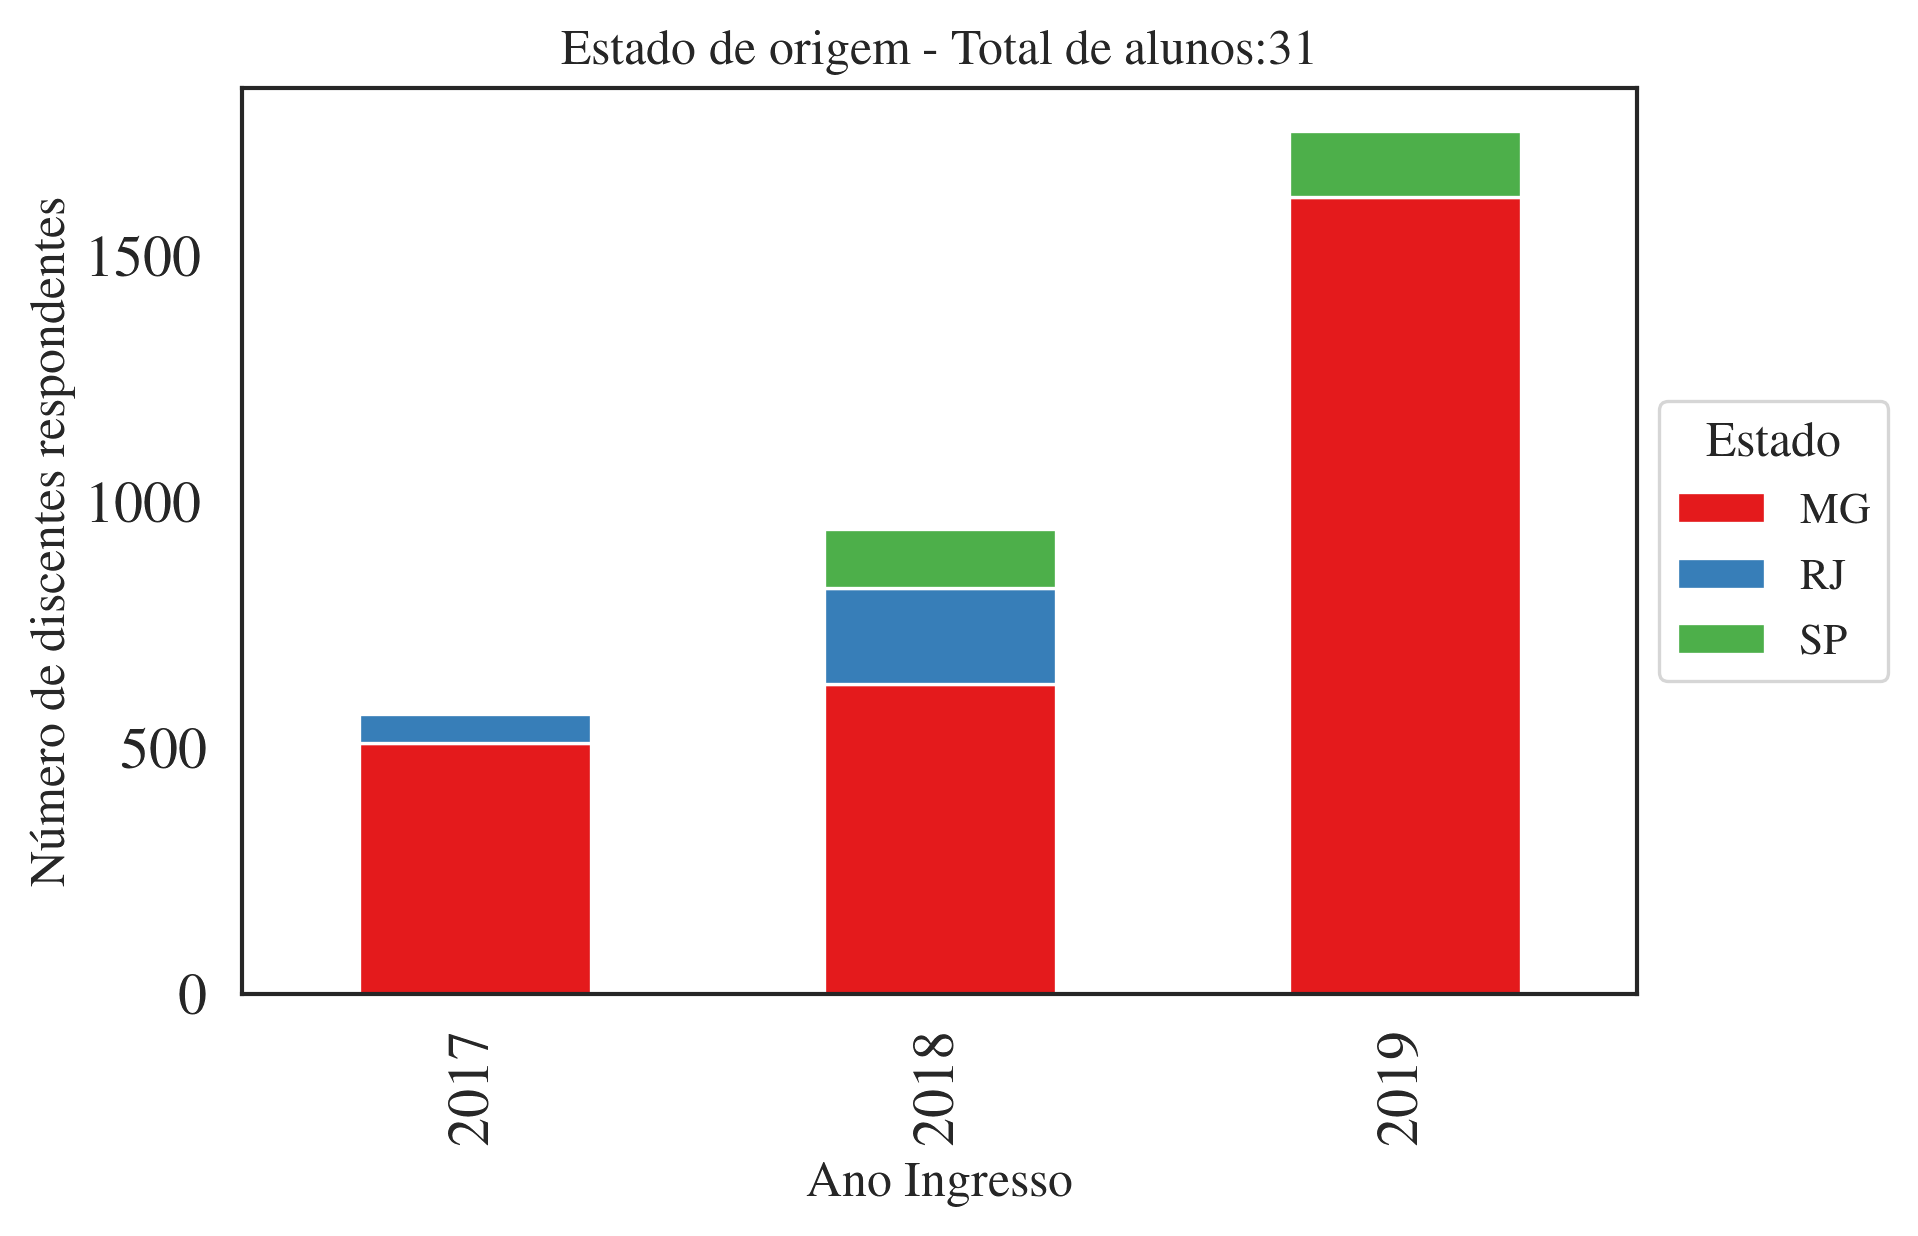 Estado de origem - Total de alunos:31
Número de discentes respondentes
1500
1000
500
0
2017
2018
2019
Ano Ingresso
Estado
MG
RJ
SP